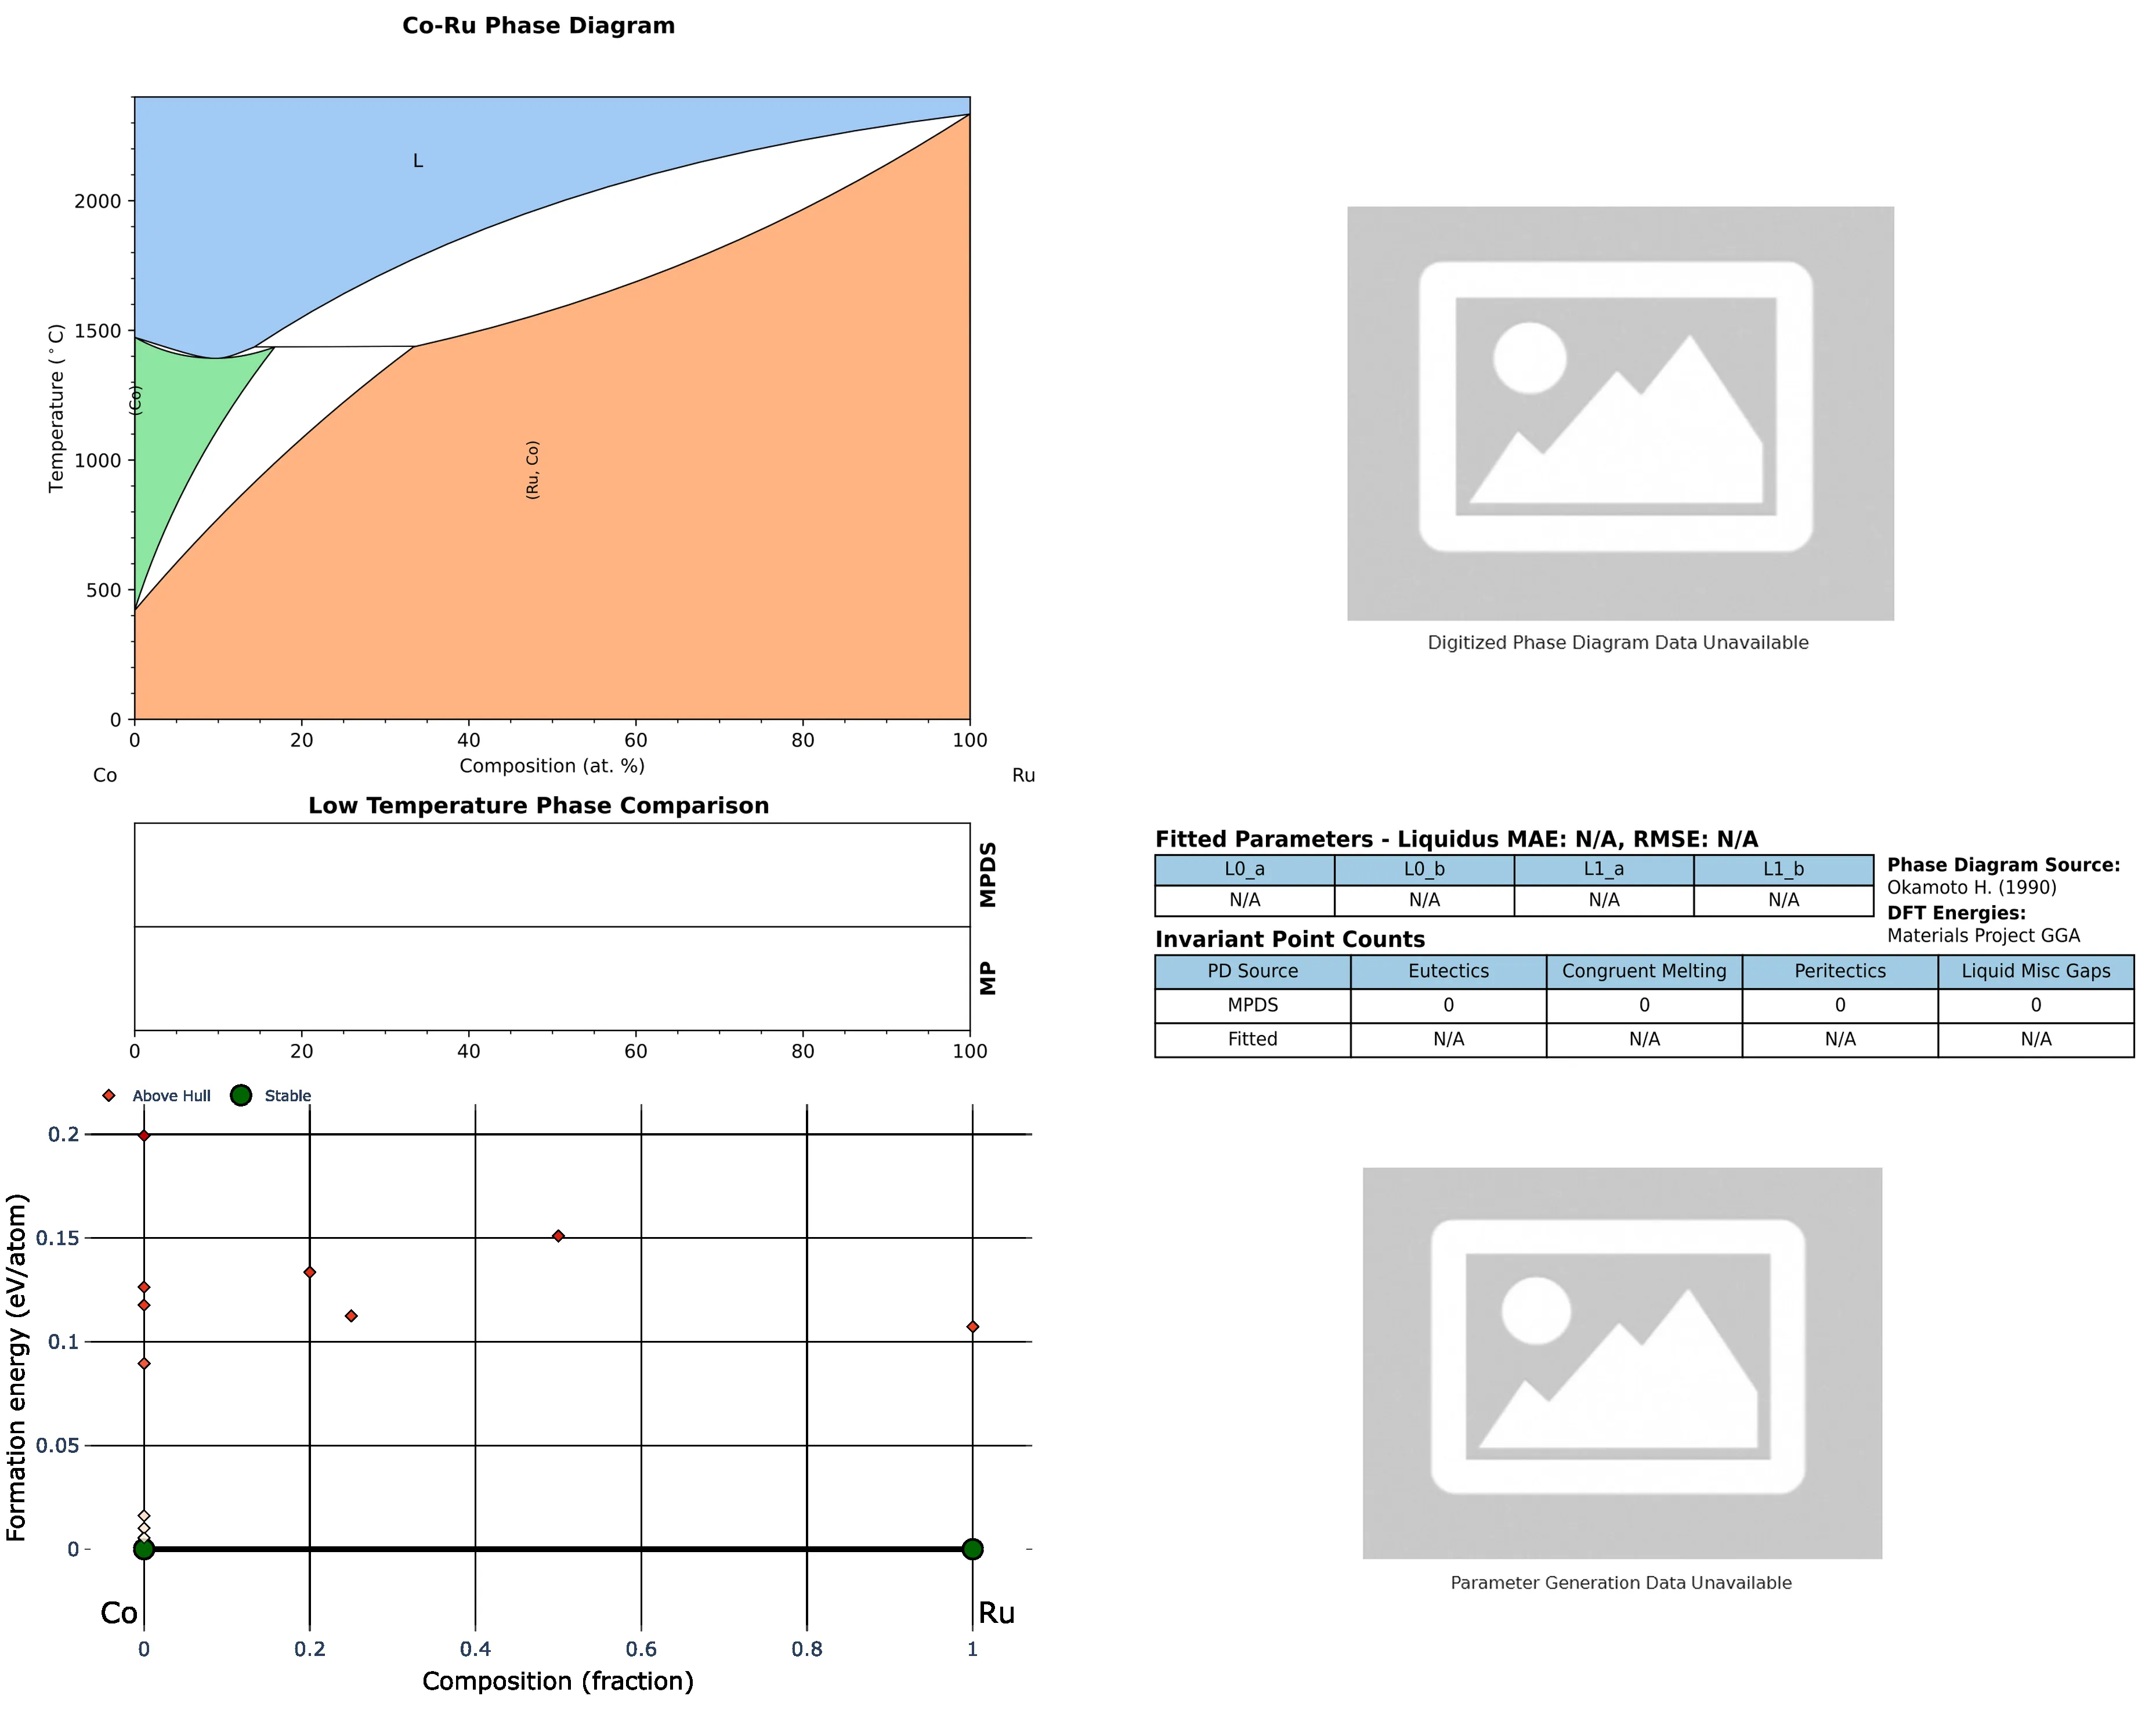 Co-Ru Phase Diagram
L
(Co)
(Ru, Co)
Temperature (°C)
2000
1500
1000
500
0
0 20 40 60 80 100
Composition (at. %)
Co Ru
Digitized Phase Diagram Data Unavailable
Low Temperature Phase Comparison
MPDS
MP
0 20 40 60 80 100
Fitted Parameters - Liquidus MAE: N/A, RMSE: N/A
L0_a L0_b L1_a L1_b
N/A N/A N/A N/A
Phase Diagram Source:
Okamoto H. (1990)
DFT Energies:
Materials Project GGA
Invariant Point Counts
PD Source Eutectics Congruent Melting Peritectics Liquid Misc Gaps
MPDS 0 0 0 0
Fitted N/A N/A N/A N/A
Above Hull Stable
Formation energy (eV/atom)
0.2
0.15
0.1
0.05
0
Co Ru
0 0.2 0.4 0.6 0.8 1
Composition (fraction)
Parameter Generation Data Unavailable